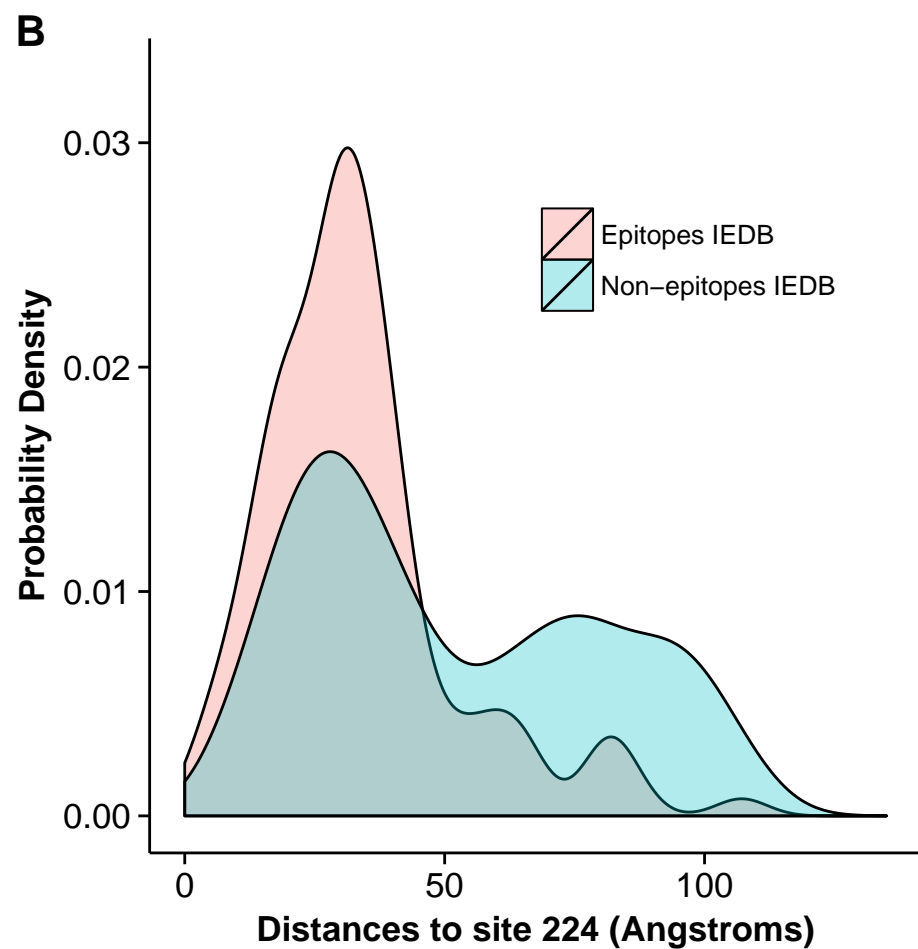 B
0.03
0.02
0.01
0.00
Probability Density
Epitopes IEDB
Non−epitopes IEDB
0
50
100
Distances to site 224 (Angstroms)